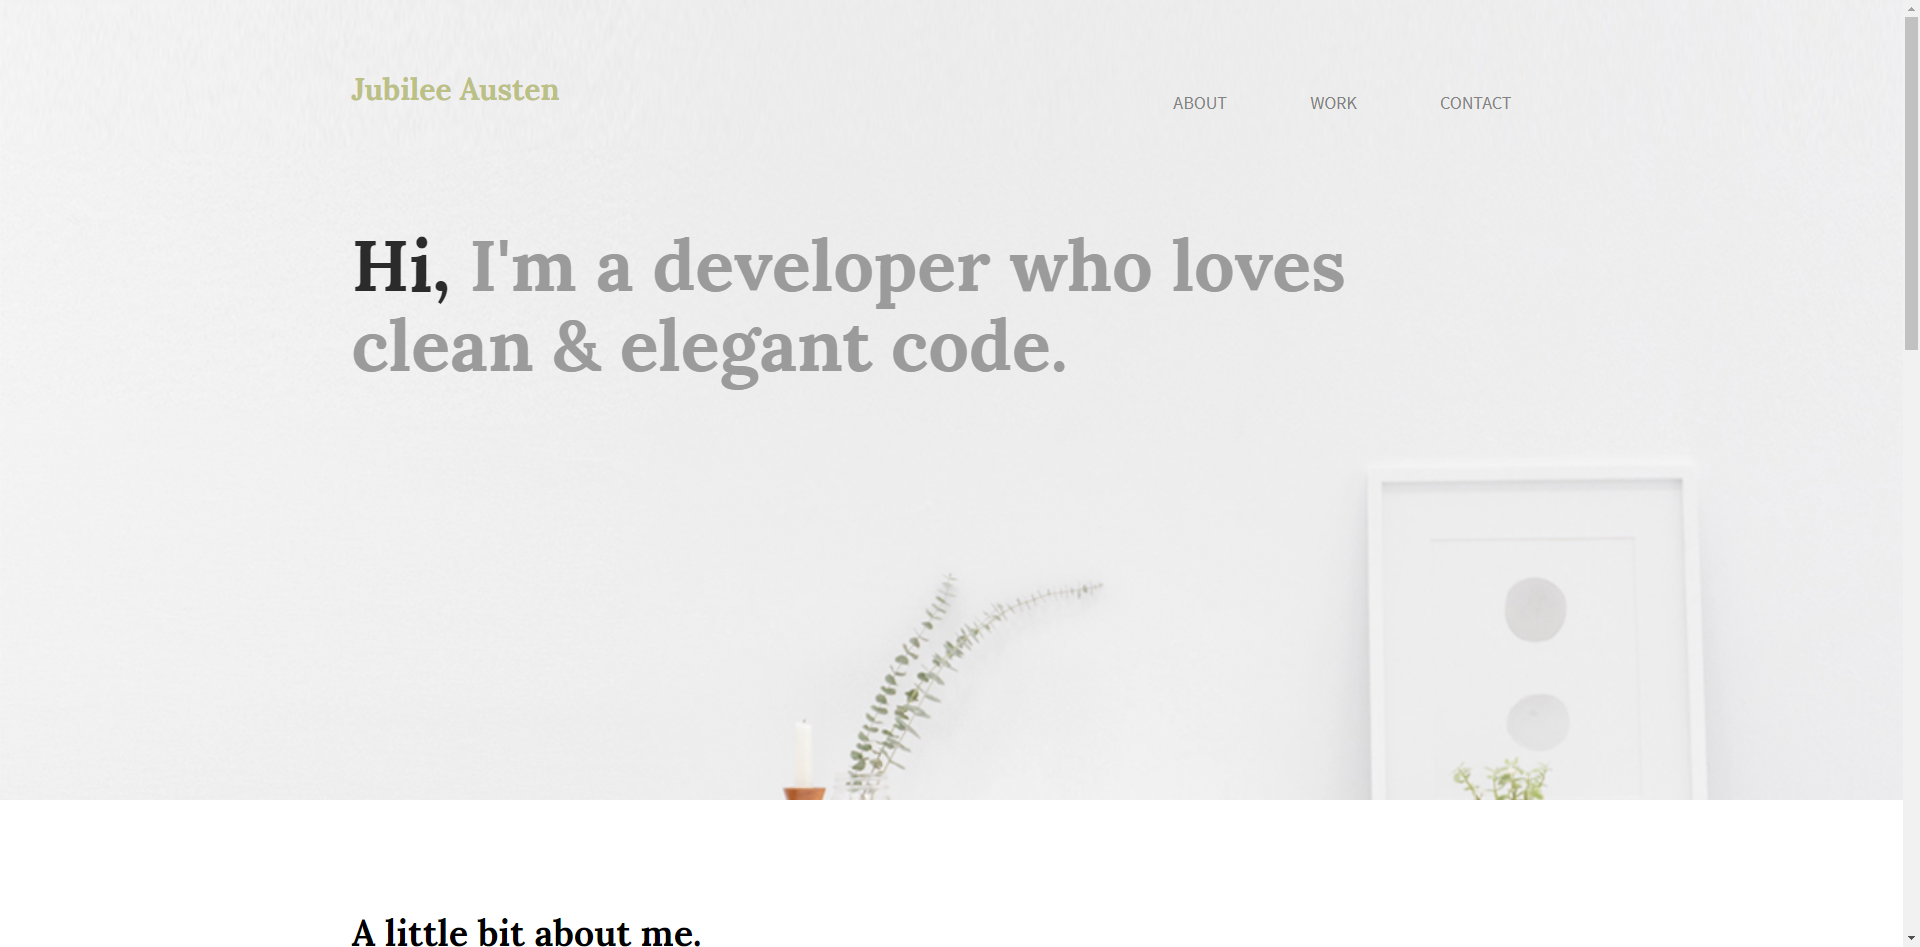 Jubilee Austen
ABOUT WORK CONTACT
Hi, I'm a developer who loves
clean & elegant code.
A little bit about me.